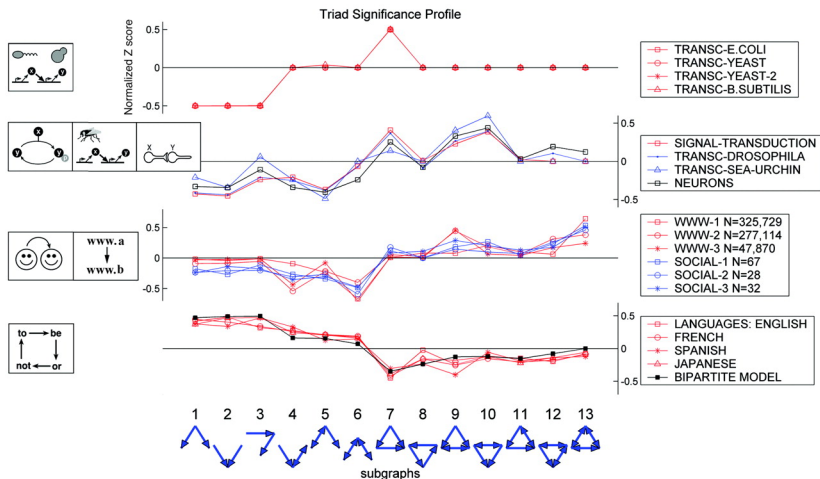 Triad Significance Profile
Normalized Z score
0.5
0
-0.5
x
y
TRANSC-E.COLI
TRANSC-YEAST
TRANSC-YEAST-2
TRANSC-B.SUBTILIS
x
y
y
x
y
X
Y
0.5
0
-0.5
SIGNAL-TRANSDUCTION
TRANSC-DROSOPHILA
TRANSC-SEA-URCHIN
NEURONS
www.a
www.b
0.5
0
-0.5
WWW-1 N=325,729
WWW-2 N=277,114
WWW-3 N=47,870
SOCIAL-1 N=67
SOCIAL-2 N=28
SOCIAL-3 N=32
to be
not or
0.5
0
-0.5
LANGUAGES: ENGLISH
FRENCH
SPANISH
JAPANESE
BIPARTITE MODEL
1 2 3 4 5 6 7 8 9 10 11 12 13
subgraphs